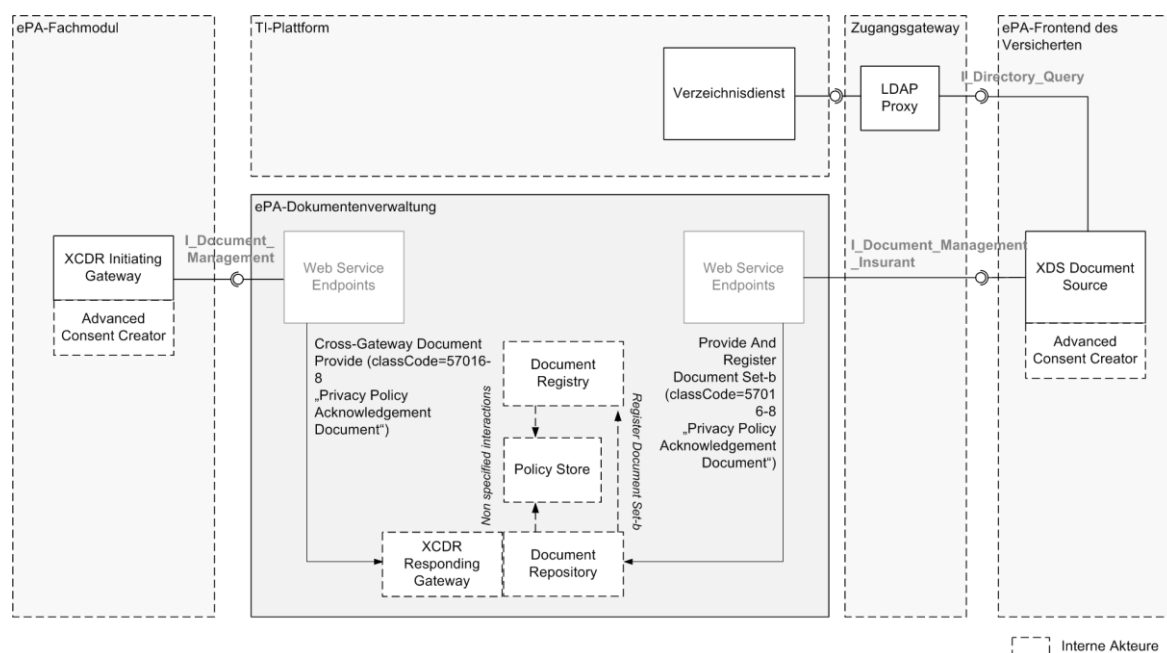 ePA-Fachmodul
TI-Plattform
Zugangsgateway
ePA-Frontend des
Versicherten
Verzeichnisdienst
LDAP
Proxy
I_Directory_Query
ePA-Dokumentenverwaltung
XCDR Initiating
Gateway
Advanced
Consent Creator
I_Document_
Management
Web Service
Endpoints
Web Service
Endpoints
I_Document_Management
_Insurant
XDS Document
Source
Advanced
Consent Creator
Cross-Gateway Document
Provide (classCode=57016-
8
„Privacy Policy
Acknowledgement
Document“)
Non specified interactions
Document
Registry
Policy Store
Register Document Set-b
Provide And
Register
Document Set-b
(classCode=5701
6-8
„Privacy Policy
Acknowledgement
Document“)
XCDR
Responding
Gateway
Document
Repository
Interne Akteure